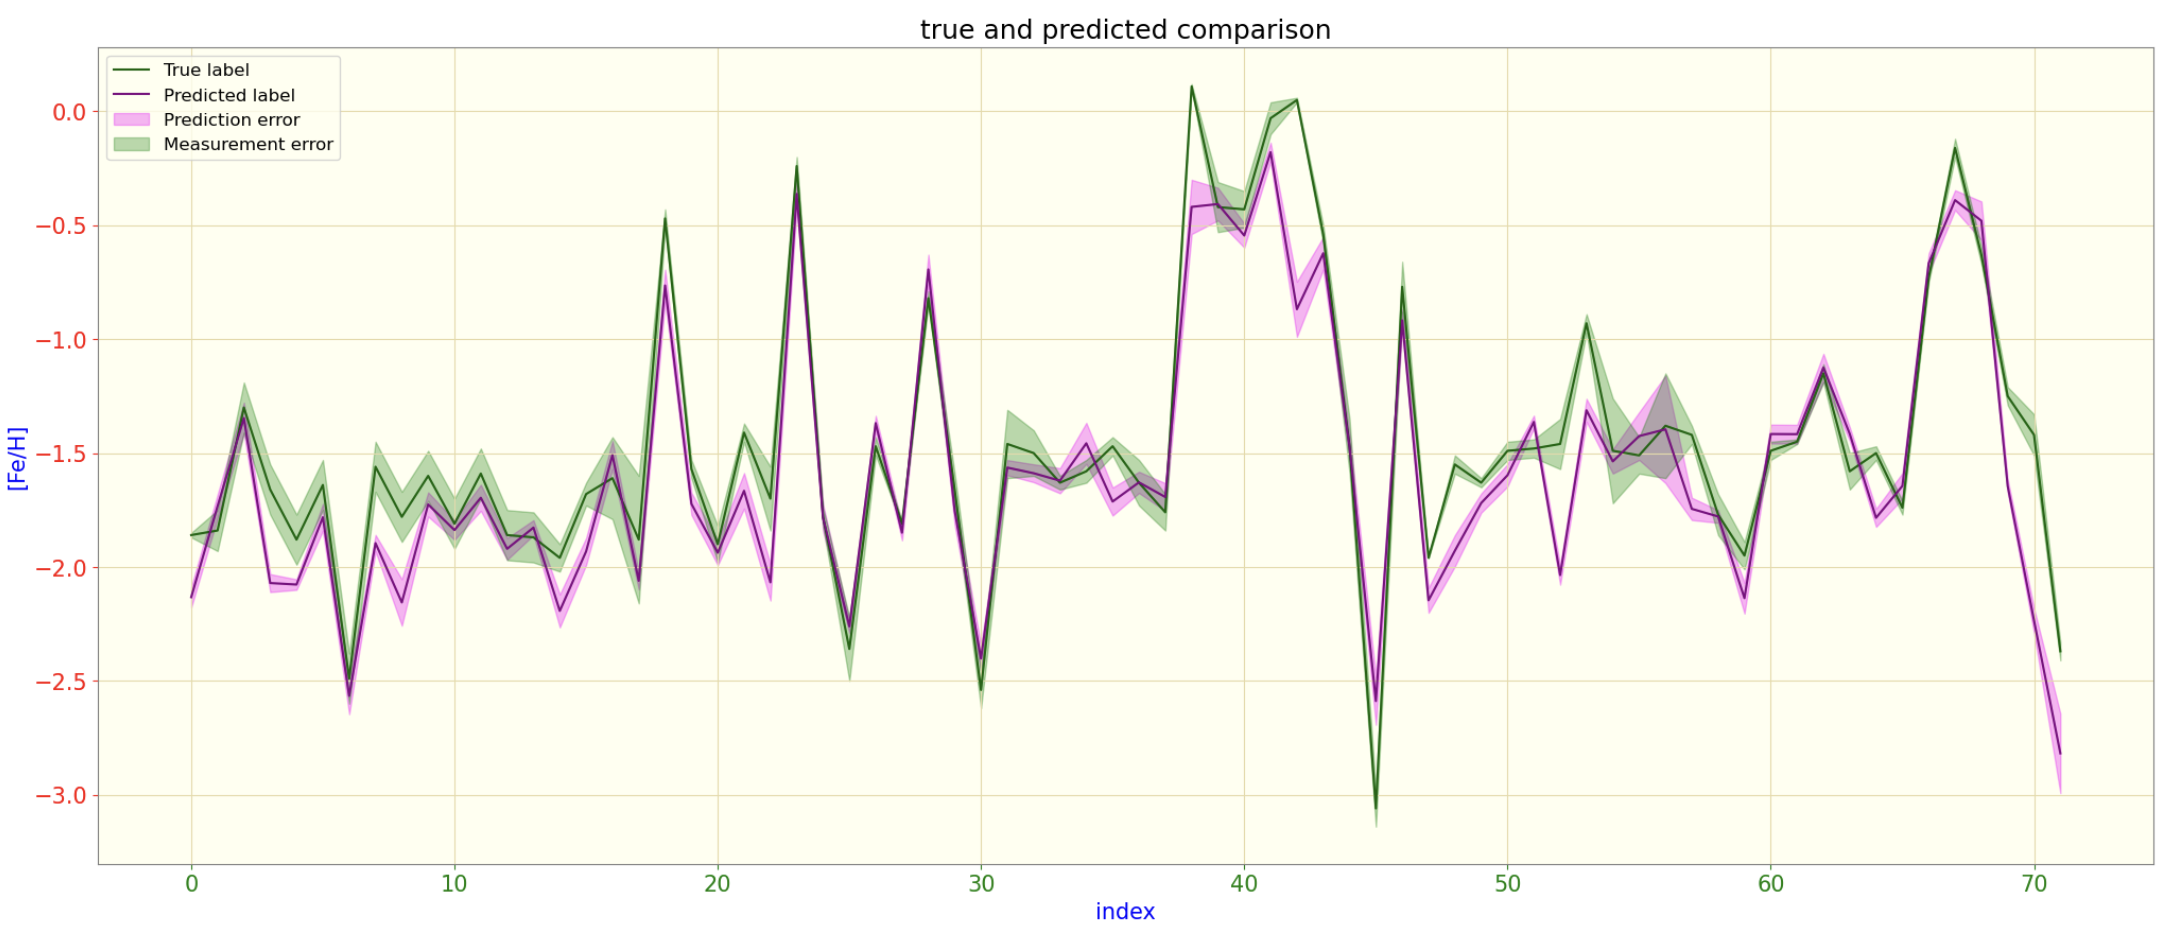 true and predicted comparison
True label
Predicted label
Prediction error
Measurement error
[Fe/H]
0.0
−0.5
−1.0
−1.5
−2.0
−2.5
−3.0
0 10 20 30 40 50 60 70
index